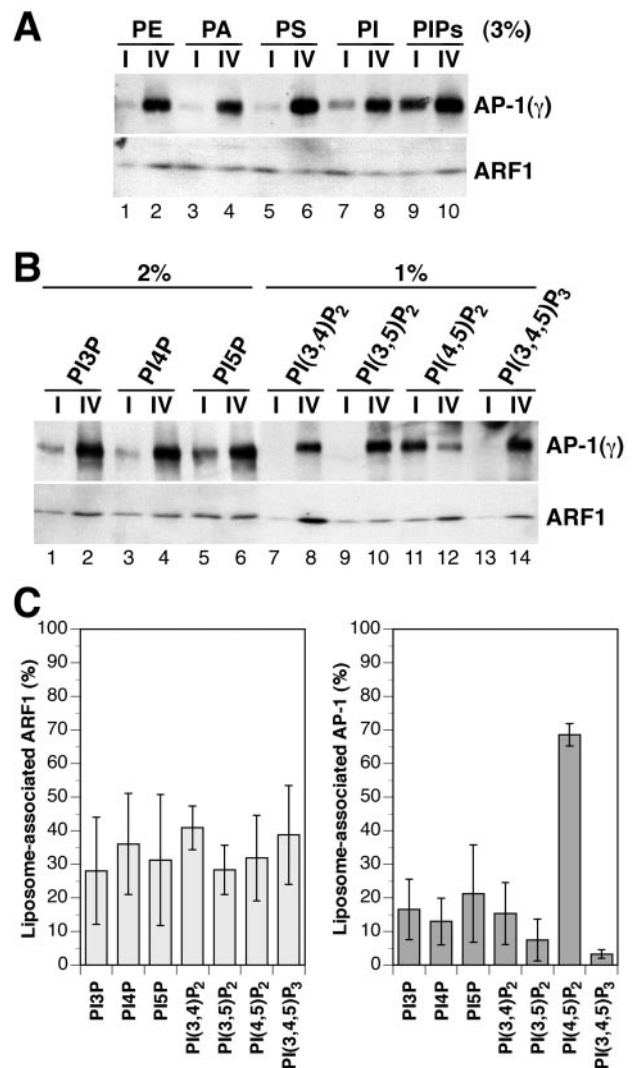 A
PE PA PS PI PIPs (3%)
I IV I IV I IV I IV I IV
AP-1(γ)
ARF1
1 2 3 4 5 6 7 8 9 10
B
2% 1%
PI3P PI4P PI5P PI(3,4)P2 PI(3,5)P2 PI(4,5)P2 PI(3,4,5)P3
I IV I IV I IV I IV I IV I IV I IV
AP-1(γ)
ARF1
1 2 3 4 5 6 7 8 9 10 11 12 13 14
C
Liposome-associated ARF1 (%)
100
90
80
70
60
50
40
30
20
10
0
PI3P PI4P PI5P PI(3,4)P2 PI(3,5)P2 PI(4,5)P2 PI(3,4,5)P3
Liposome-associated AP-1 (%)
100
90
80
70
60
50
40
30
20
10
0
PI3P PI4P PI5P PI(3,4)P2 PI(3,5)P2 PI(4,5)P2 PI(3,4,5)P3